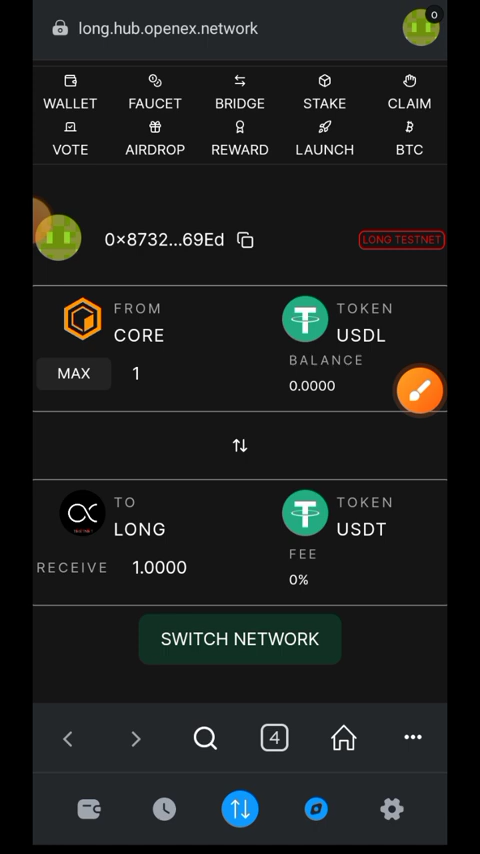 long.hub.openex.network
0
WALLET FAUCET BRIDGE STAKE CLAIM
VOTE AIRDROP REWARD LAUNCH BTC
0×8732...69Ed LONG TESTNET
FROM TOKEN
CORE USDL
BALANCE
MAX 1 0.0000
TO TOKEN
LONG USDT
FEE
RECEIVE 1.0000 0%
SWITCH NETWORK
4